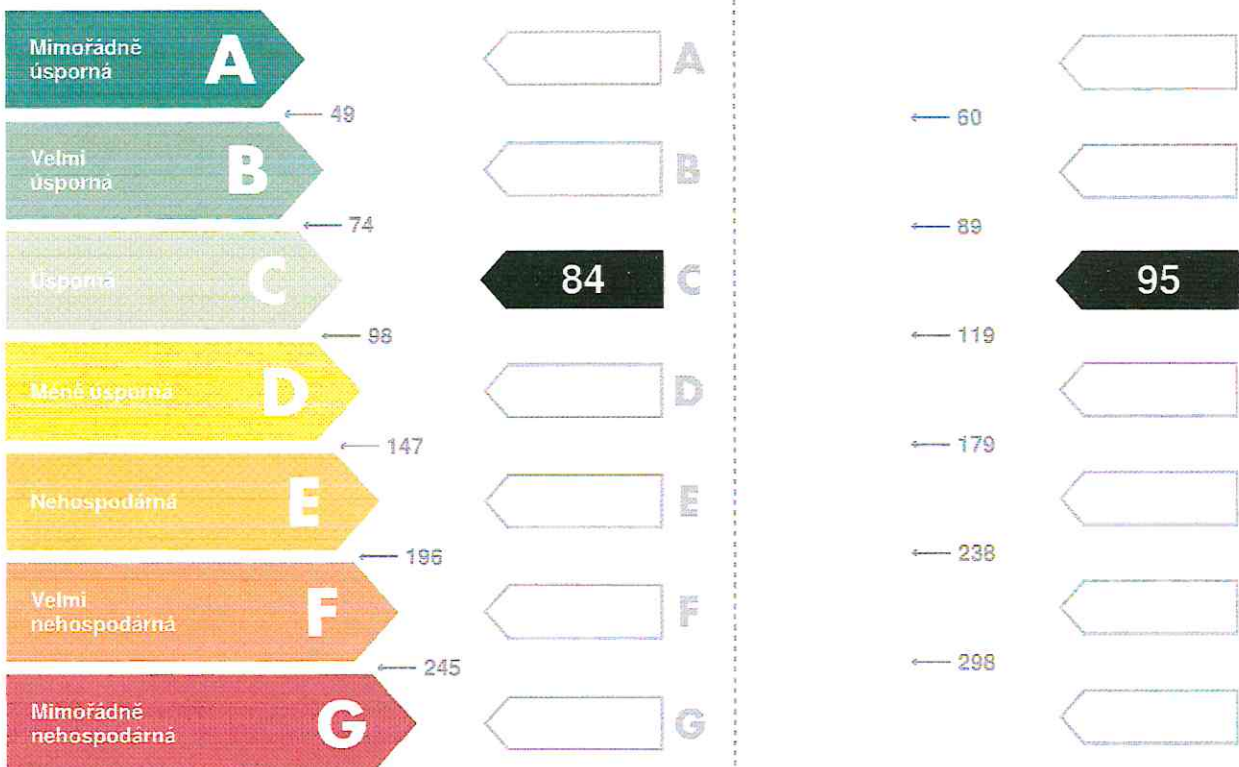 Mimořádně
úsporná
A
A
49
60
Velmi
úsporná
B
B
74
89
Úsporná
C
84
C
95
98
119
Méně úsporná
D
D
147
179
Nehospodárná
E
E
196
238
Velmi
nehospodárná
F
F
245
298
Mimořádně
nehospodárná
G
G